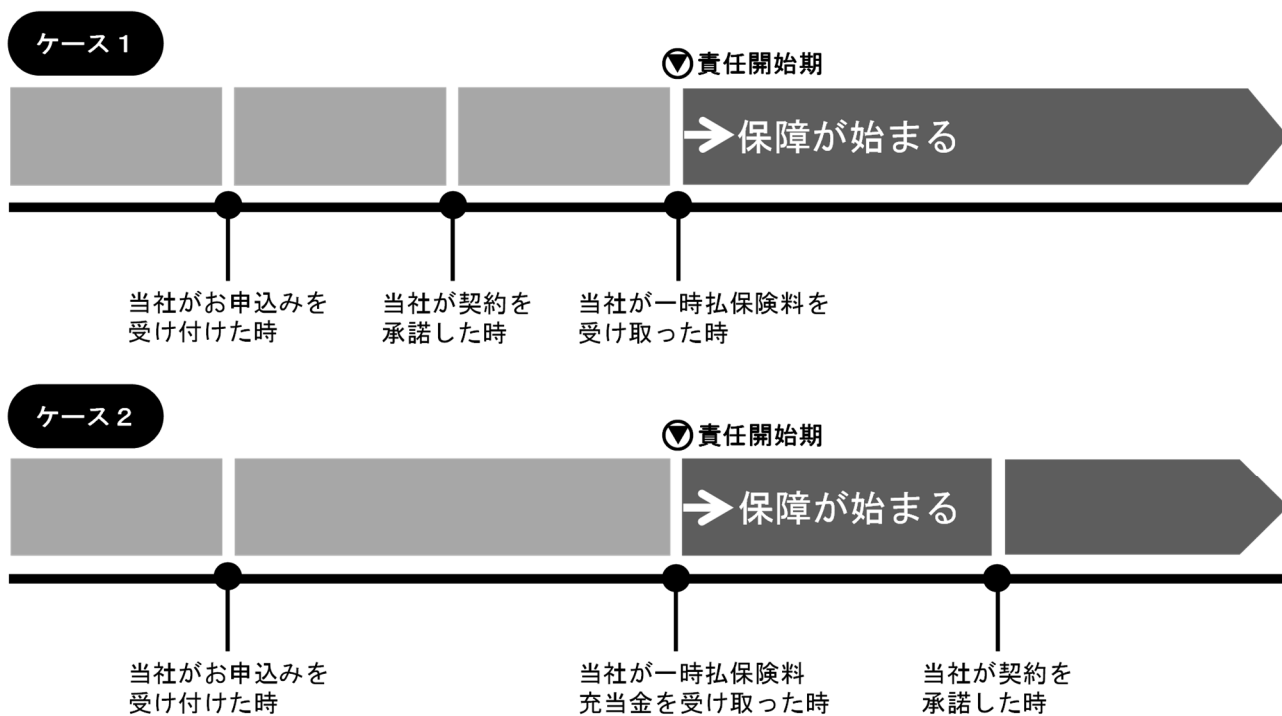 ケース1
責任開始期
保障が始まる
当社がお申込みを
受け付けた時
当社が契約を
承諾した時
当社が一時払保険料を
受け取った時
ケース2
責任開始期
保障が始まる
当社がお申込みを
受け付けた時
当社が一時払保険料
充当金を受け取った時
当社が契約を
承諾した時